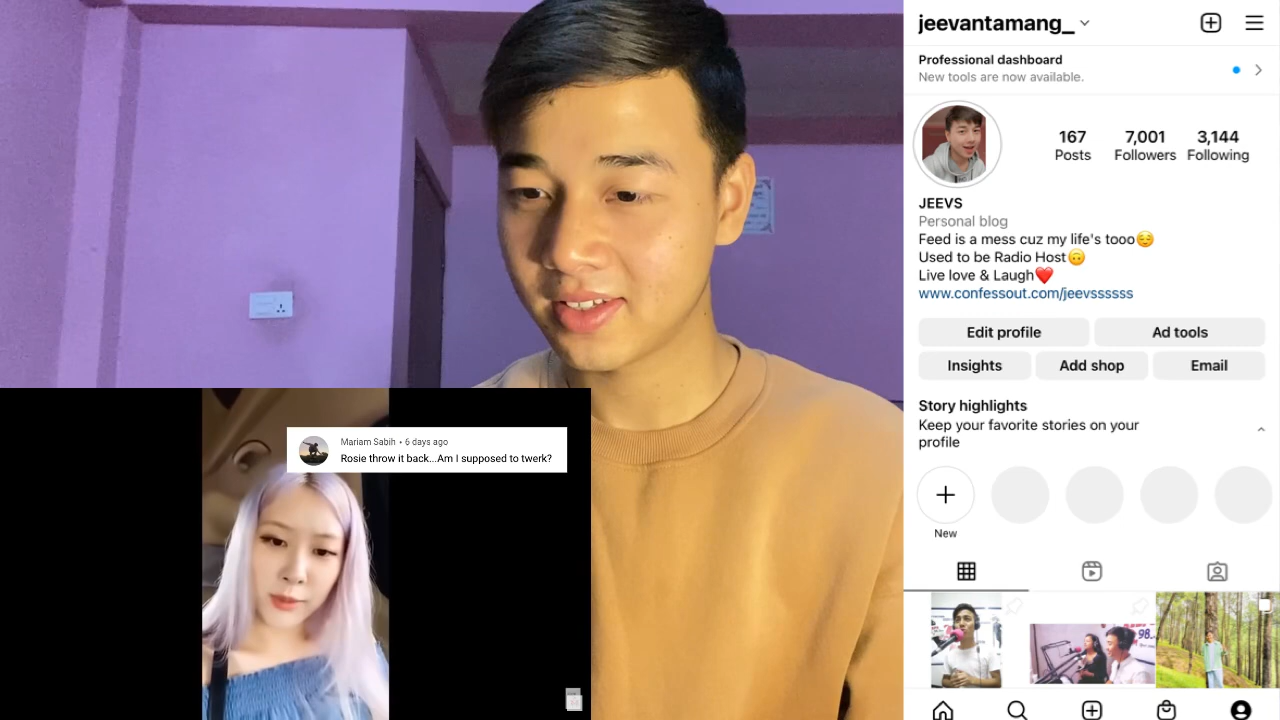 jeevantamang_
Professional dashboard
New tools are now available.
167
7,001
3,144
Posts
Followers
Following
JEEVS
Personal blog
Feed is a mess cuz my life's tooo😌
Used to be Radio Host🙃
Live love & Laugh❤️
www.confessout.com/jeevssssss
Edit profile
Ad tools
Insights
Add shop
Email
Story highlights
Keep your favorite stories on your
profile
New
98.
Mariam Sabih • 6 days ago
Rosie throw it back...Am I supposed to twerk?